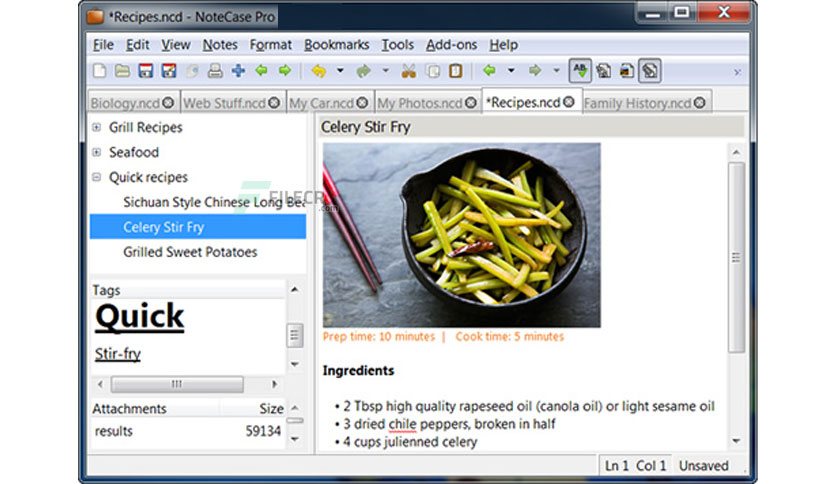 *Recipes.ncd - NoteCase Pro
File Edit View Notes Format Bookmarks Tools Add-ons Help
Biology.ncd Web Stuff.ncd My Car.ncd My Photos.ncd *Recipes.ncd Family History.ncd
Grill Recipes
Seafood
Quick recipes
Sichuan Style Chinese Long
Celery Stir Fry
Grilled Sweet Potatoes
Tags
Quick
Stir-fry
Attachments Size
results 59134
Celery Stir Fry
Prep time: 10 minutes | Cook time: 5 minutes
Ingredients
• 2 Tbsp high quality rapeseed oil (canola oil) or light sesame oil
• 3 dried chile peppers, broken in half
• 4 cups julienned celery
Ln 1 Col 1 Unsaved
.com